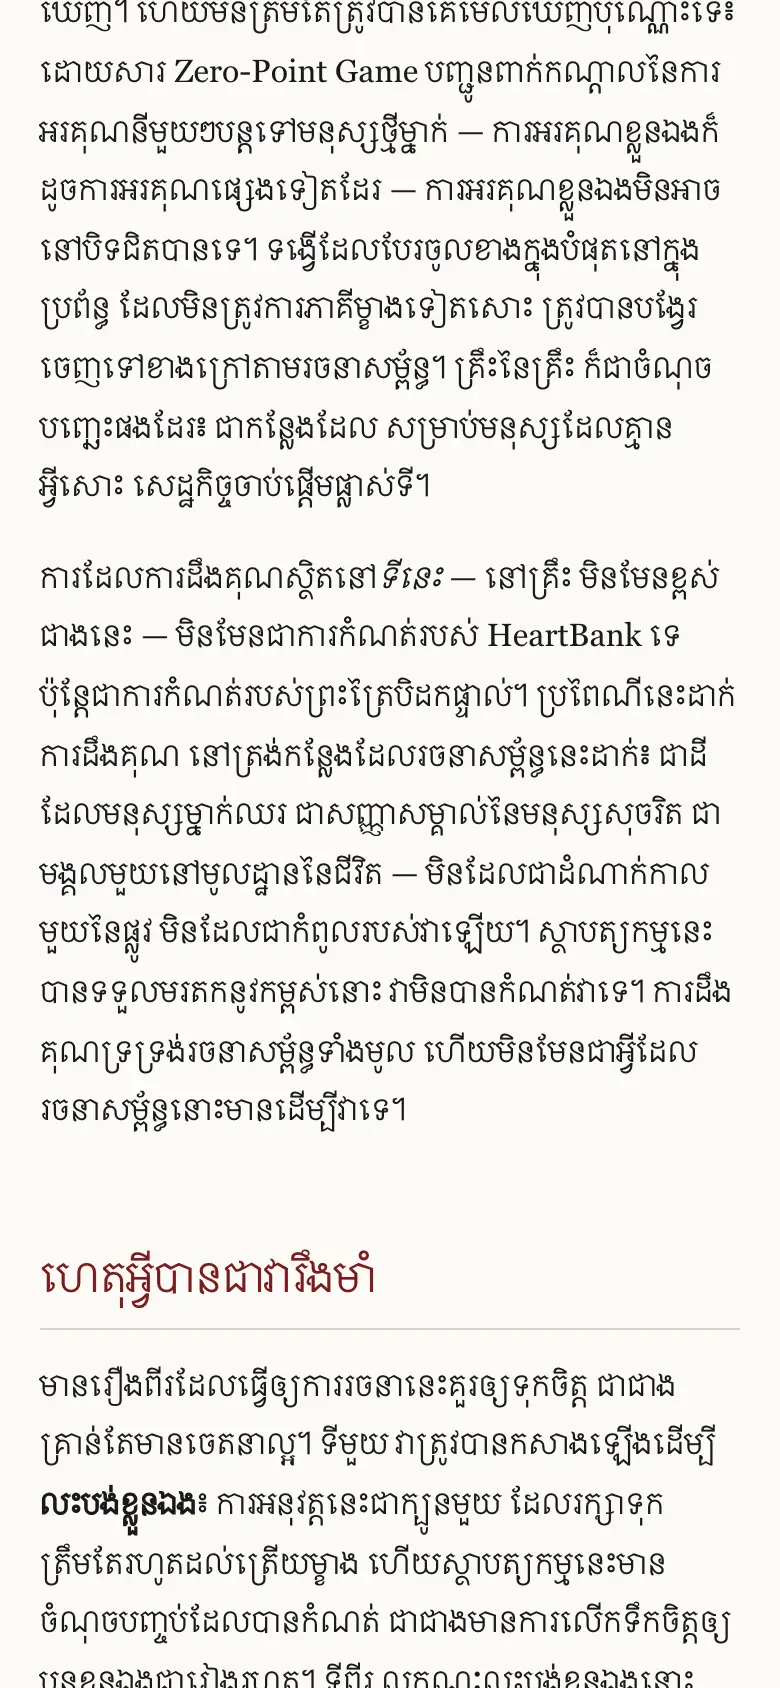 ឃើញ។ ហើយមិនត្រឹមតែត្រូវបានគេមើលឃើញប៉ុណ្ណោះទេ៖
ដោយសារ Zero-Point Game បញ្ជូនពាក់កណ្ដាលនៃការ
អរគុណនីមួយៗបន្តទៅមនុស្សថ្មីម្នាក់ — ការអរគុណខ្លួនឯងក៏
ដូចការអរគុណផ្សេងទៀតដែរ — ការអរគុណខ្លួនឯងមិនអាច
នៅបិទជិតបានទេ។ ទង្វើដែលបែរចូលខាងក្នុងបំផុតនៅក្នុង
ប្រព័ន្ធ ដែលមិនត្រូវការភាគីម្ខាងទៀតសោះ ត្រូវបានបង្វែរ
ចេញទៅខាងក្រៅតាមរចនាសម្ព័ន្ធ។ គ្រឹះនៃគ្រឹះ ក៏ជាចំណុច
បញ្ឆេះផងដែរ៖ ជាកន្លែងដែល សម្រាប់មនុស្សដែលគ្មាន
អ្វីសោះ សេដ្ឋកិច្ចចាប់ផ្ដើមផ្លាស់ទី។
ការដែលការដឹងគុណស្ថិតនៅទីនេះ — នៅគ្រឹះ មិនមែនខ្ពស់
ជាងនេះ — មិនមែនជាការកំណត់របស់ HeartBank ទេ
ប៉ុន្តែជាការកំណត់របស់ព្រះត្រៃបិដកផ្ទាល់។ ប្រពៃណីនេះដាក់
ការដឹងគុណ នៅត្រង់កន្លែងដែលរចនាសម្ព័ន្ធនេះដាក់៖ ជាដី
ដែលមនុស្សម្នាក់ឈរ ជាសញ្ញាសម្គាល់នៃមនុស្សសុចរិត ជា
មង្គលមួយនៅមូលដ្ឋាននៃជីវិត — មិនដែលជាដំណាក់កាល
មួយនៃផ្លូវ មិនដែលជាកំពូលរបស់វាឡើយ។ ស្ថាបត្យកម្មនេះ
បានទទួលមរតកនូវកម្ពស់នោះ វាមិនបានកំណត់វាទេ។ ការដឹង
គុណទ្រទ្រង់រចនាសម្ព័ន្ធទាំងមូល ហើយមិនមែនជាអ្វីដែល
រចនាសម្ព័ន្ធនោះមានដើម្បីវាទេ។
ហេតុអ្វីបានជាវារឹងមាំ
មានរឿងពីរដែលធ្វើឲ្យការរចនានេះគួរឲ្យទុកចិត្ត ជាជាង
គ្រាន់តែមានចេតនាល្អ។ ទីមួយ វាត្រូវបានកសាងឡើងដើម្បី
លះបង់ខ្លួនឯង៖ ការអនុវត្តនេះជាក្បូនមួយ ដែលរក្សាទុក
ត្រឹមតែរហូតដល់ត្រើយម្ខាង ហើយស្ថាបត្យកម្មនេះមាន
ចំណុចបញ្ចប់ដែលបានកំណត់ ជាជាងមានការលើកទឹកចិត្តឲ្យ
បន្តខ្លួនឯងជារៀងរហូត។ ទីពីរ លក្ខណៈលះបង់ខ្លួនឯងនោះ